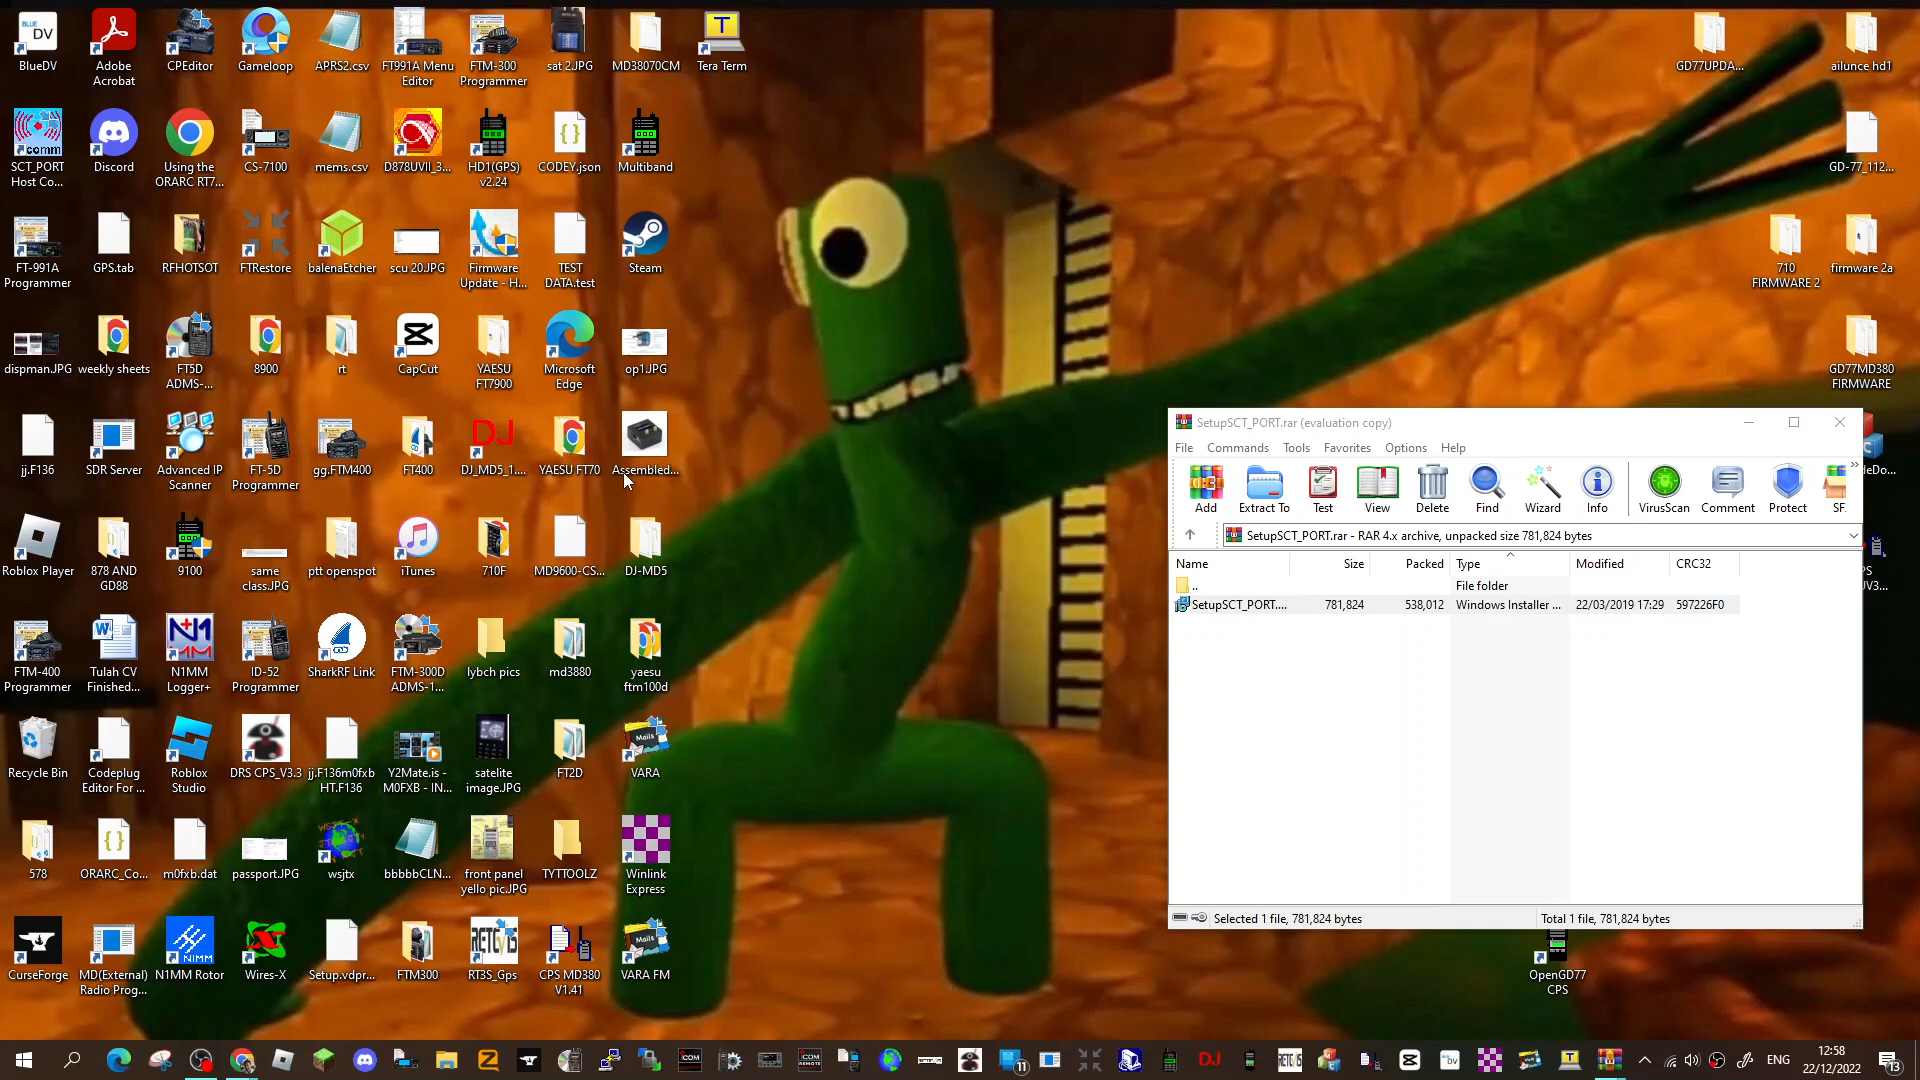 BlueDV
Adobe
Acrobat
CPEditor
Gameloop
APRS2.csv
FT991A Menu
Editor
FTM-300
Programmer
sat 2.JPG
MD38070CM
Tera Term
GD77UPDA...
ailunce hd1
SCT_PORT
Host Co...
Discord
Using the
ORARC RT7...
CS-7100
mems.csv
D878UVII_3...
HD1(GPS)
v2.24
CODEY.json
Multiband
GD-77_112...
FT-991A
Programmer
GPS.tab
RFHOTSOT
FTRestore
balenaEtcher
scu 20.JPG
Firmware
Update - H...
TEST
DATA.test
Steam
710
FIRMWARE 2
firmware 2a
dispman.JPG
weekly sheets
FT5D
ADMS-...
8900
rt
CapCut
YAESU
FT7900
Microsoft
Edge
op1.JPG
GD77MD380
FIRMWARE
jj.F136
SDR Server
Advanced IP
Scanner
FT-5D
Programmer
gg.FTM400
FT400
DJ_MD5_1....
YAESU FT70
Assembled...
Roblox Player
878 AND
GD88
9100
same
class.JPG
ptt openspot
iTunes
710F
MD9600-CS...
DJ-MD5
FTM-400
Programmer
Tulah CV
Finished...
N1MM
Logger+
ID-52
Programmer
SharkRF Link
FTM-300D
ADMS-1...
lybch pics
md3880
yaesu
ftm100d
Recycle Bin
Codeplug
Editor For ...
Roblox
Studio
DRS CPS_V3.3
jj.F136m0fxb
HT.F136
Y2Mate.is -
M0FXB - IN...
satelite
image.JPG
FT2D
VARA
578
ORARC_Co...
m0fxb.dat
passport.JPG
wsjtx
bbbbbCLN...
front panel
yello pic.JPG
TYTTOOLZ
Winlink
Express
CurseForge
MD(External)
Radio Prog...
N1MM Rotor
Wires-X
Setup.vdpr...
FTM300
RT3S_Gps
CPS MD380
V1.41
VARA FM
OpenGD77
CPS
SetupSCT_PORT.rar (evaluation copy)
File Commands Tools Favorites Options Help
Add Extract To Test View Delete Find Wizard Info VirusScan Comment Protect SF
SetupSCT_PORT.rar - RAR 4.x archive, unpacked size 781,824 bytes
Name Size Packed Type Modified CRC32
.. File folder
SetupSCT_PORT.... 781,824 538,012 Windows Installer ... 22/03/2019 17:29 597226F0
Selected 1 file, 781,824 bytes Total 1 file, 781,824 bytes
ENG
12:58
22/12/2022